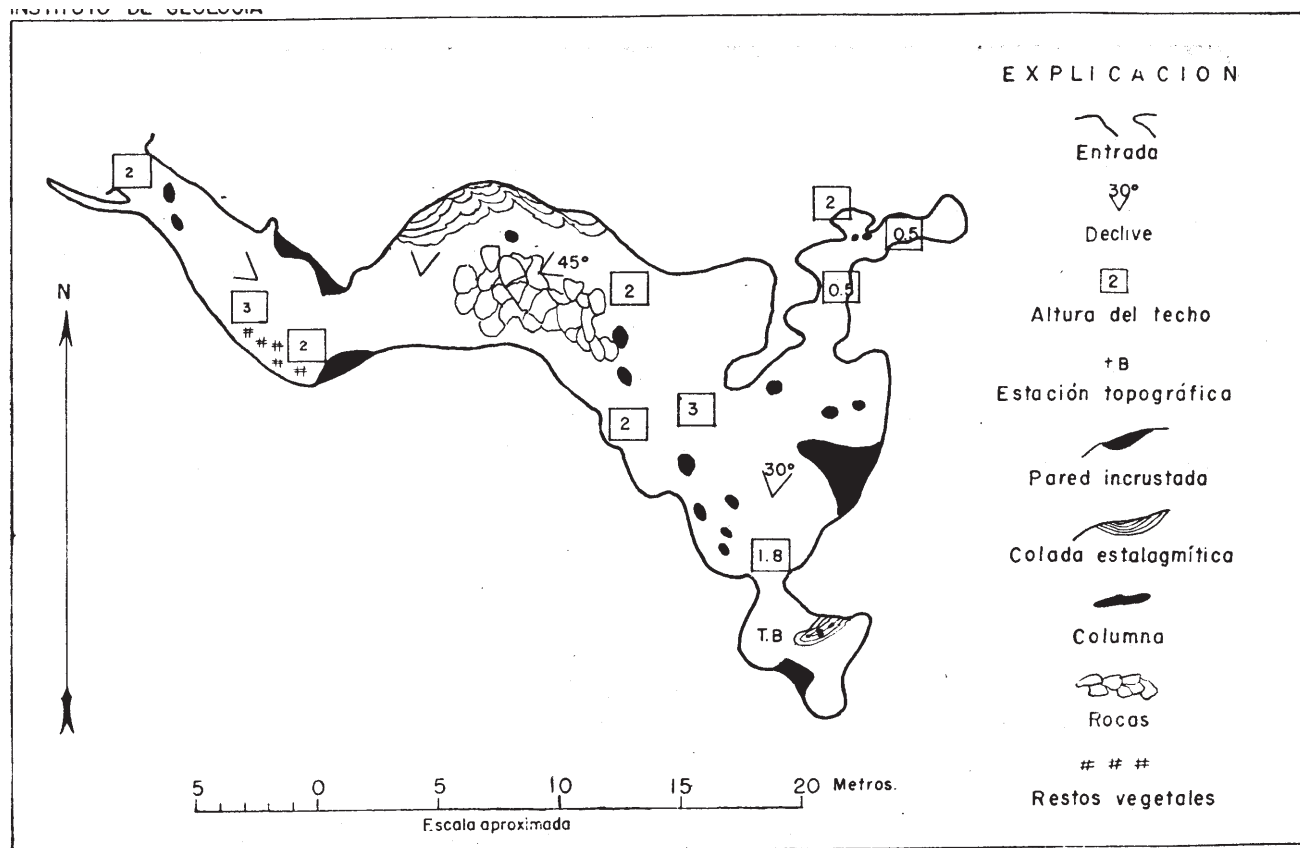 INSTITUTO DE GEOLOGIA
EXPLICACION
Entrada
30°
Declive
2
Altura del techo
+ B
Estación topográfica
Pared incrustada
Colada estalagmítica
Columna
Rocas
# # #
Restos vegetales
N
2
3
2
45°
2
2
3
30°
1.8
T.B
2
0.5
0.5
5 0 5 10 15 20 Metros.
Escala aproximada